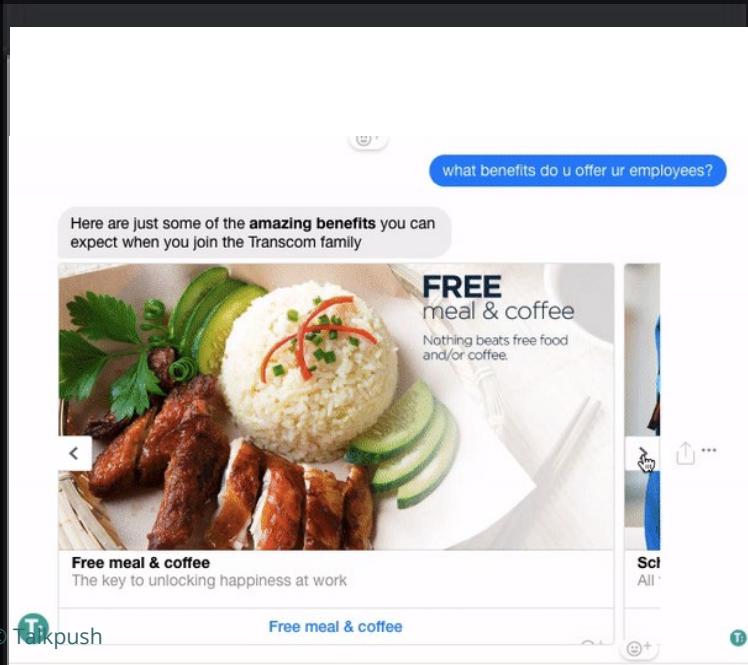 what benefits do u offer ur employees?
Here are just some of the amazing benefits you can
expect when you join the Transcom family
FREE
meal & coffee
Nothing beats free food
and/or coffee.
Free meal & coffee
The key to unlocking happiness at work
Free meal & coffee
Sch
All
© Talkpush